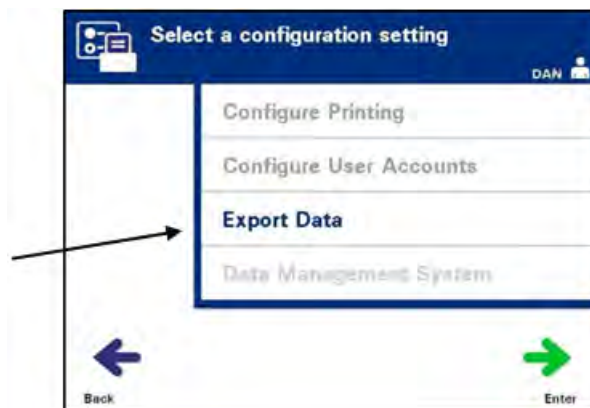 Select a configuration setting
DAN
Configure Printing
Configure User Accounts
Export Data
Data Management System
Back
Enter